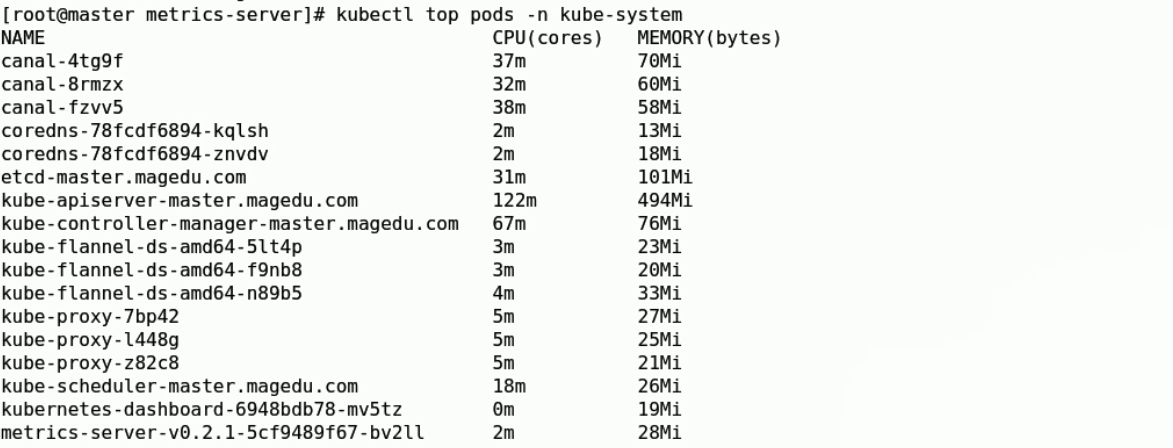 [root@master metrics-server]# kubectl top pods -n kube-system
NAME CPU(cores) MEMORY(bytes)
canal-4tg9f 37m 70Mi
canal-8rmzx 32m 60Mi
canal-fzvv5 38m 58Mi
coredns-78fcdf6894-kqlsh 2m 13Mi
coredns-78fcdf6894-znvdv 2m 18Mi
etcd-master.magedu.com 31m 101Mi
kube-apiserver-master.magedu.com 122m 494Mi
kube-controller-manager-master.magedu.com 67m 76Mi
kube-flannel-ds-amd64-5lt4p 3m 23Mi
kube-flannel-ds-amd64-f9nb8 3m 20Mi
kube-flannel-ds-amd64-n89b5 4m 33Mi
kube-proxy-7bp42 5m 27Mi
kube-proxy-l448g 5m 25Mi
kube-proxy-z82c8 5m 21Mi
kube-scheduler-master.magedu.com 18m 26Mi
kubernetes-dashboard-6948bdb78-mv5tz 0m 19Mi
metrics-server-v0.2.1-5cf9489f67-bv2ll 2m 28Mi